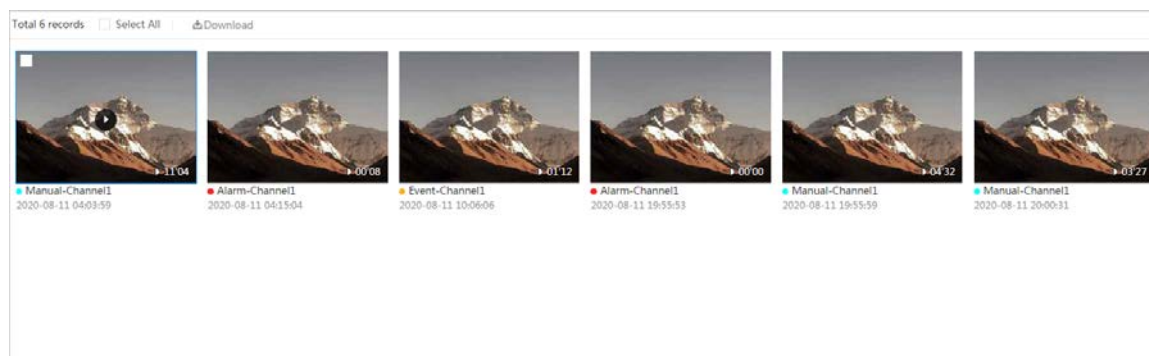 Total 6 records Select All Download
11:04 00:08 01:12 00:00 04:32 03:27
Manual-Channel1 Alarm-Channel1 Event-Channel1 Alarm-Channel1 Manual-Channel1 Manual-Channel1
2020-08-11 04:03:59 2020-08-11 04:15:04 2020-08-11 10:06:06 2020-08-11 19:55:53 2020-08-11 19:55:59 2020-08-11 20:00:31